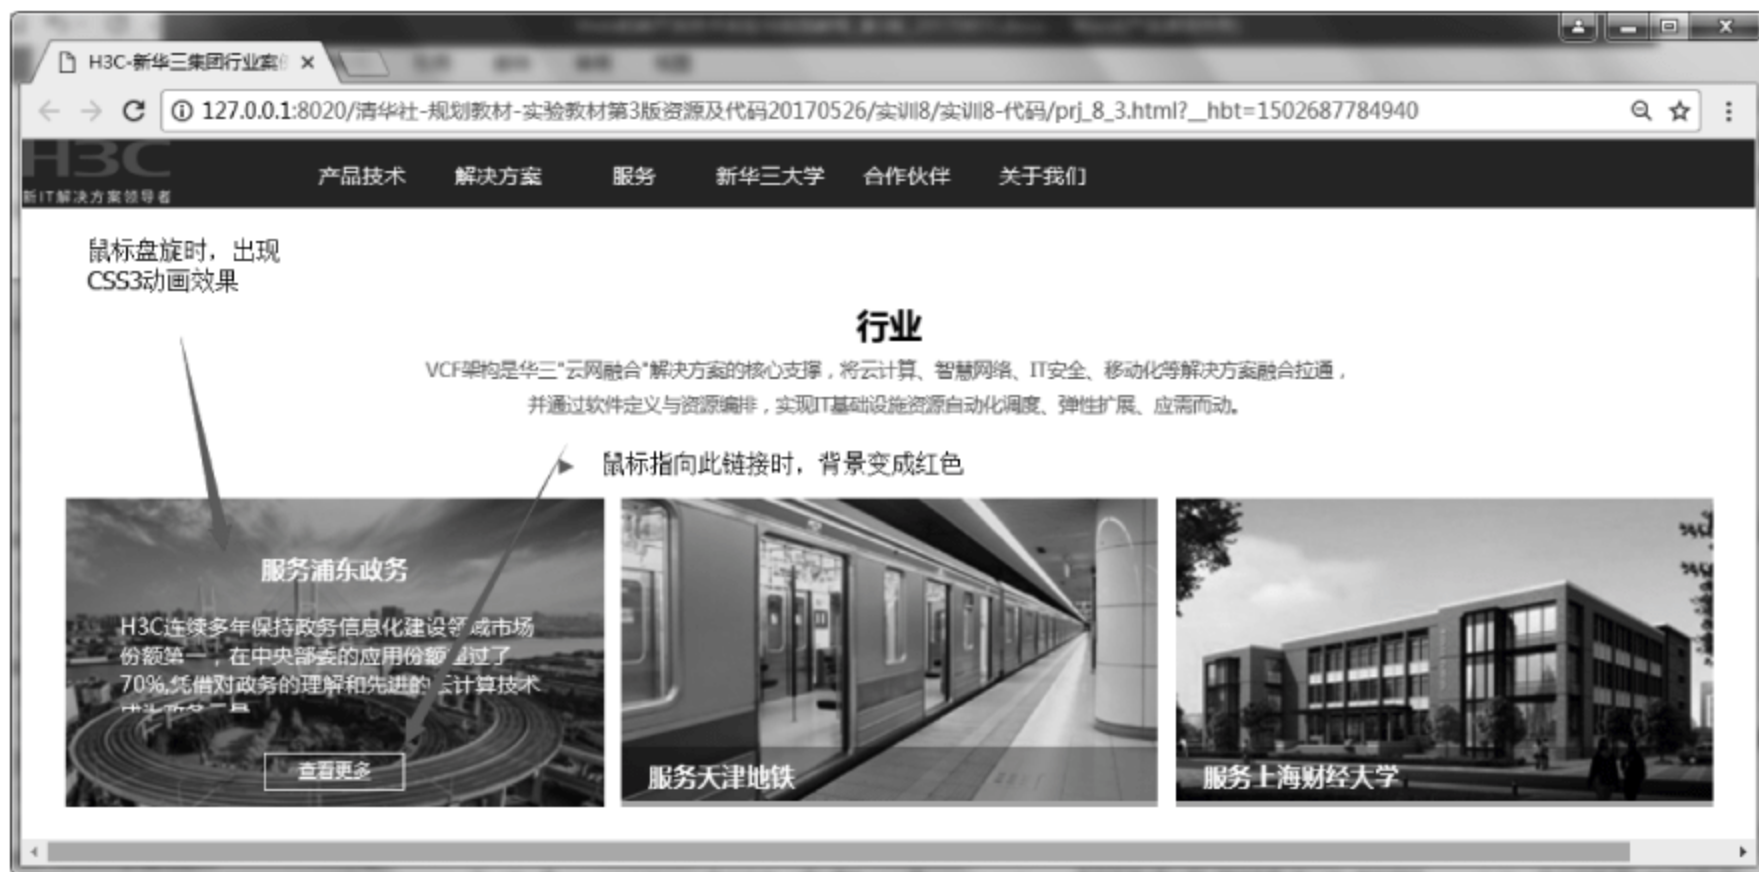 H3C-新华三集团行业案
127.0.0.1:8020/清华社-规划教材-实验教材第3版资源及代码20170526/实训8/实训8-代码/prj_8_3.html?__hbt=1502687784940
H3C
新IT解决方案领导者
产品技术 解决方案 服务 新华三大学 合作伙伴 关于我们
鼠标盘旋时，出现
CSS3动画效果
行业
VCF架构是华三"云网融合"解决方案的核心支撑，将云计算、智慧网络、IT安全、移动化等解决方案融合拉通，
并通过软件定义与资源编排，实现IT基础设施资源自动化调度、弹性扩展、应需而动。
鼠标指向此链接时，背景变成红色
服务浦东政务
H3C连续多年保持政务信息化建设领域市场
份额第一，在中央部委的应用份额超过了
70%,凭借对政务的理解和先进的云计算技术
查看更多
服务天津地铁
服务上海财经大学